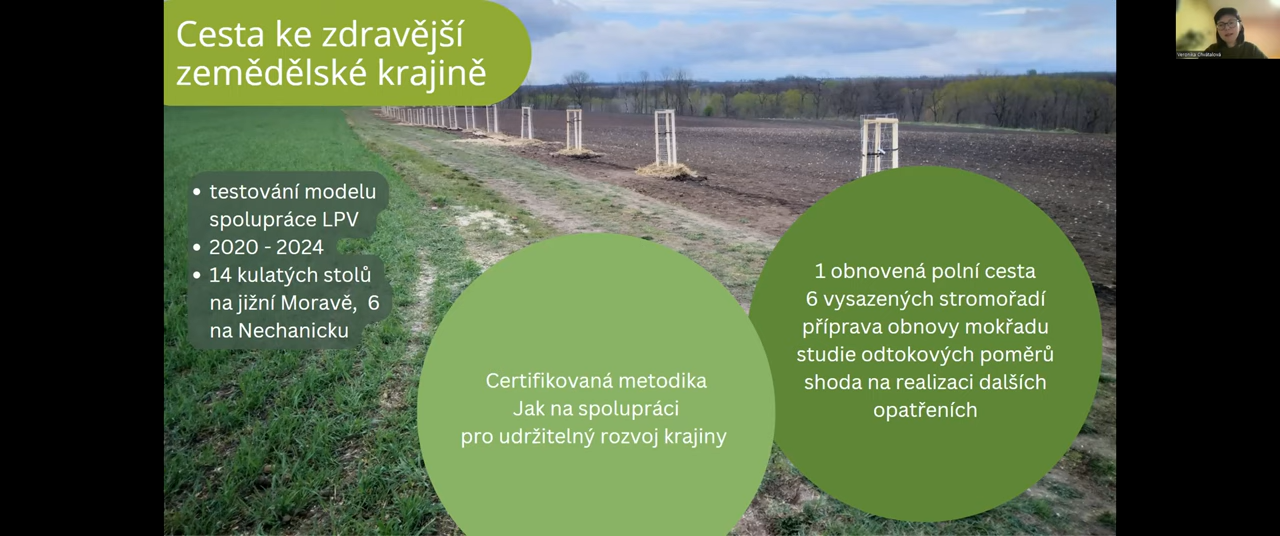 Cesta ke zdravější
zemědělské krajině
• testování modelu
spolupráce LPV
• 2020 - 2024
• 14 kulatých stolů
na jižní Moravě, 6
na Nechanicku
Certifikovaná metodika
Jak na spolupráci
pro udržitelný rozvoj krajiny
1 obnovená polní cesta
6 vysazených stromořadí
příprava obnovy mokřadu
studie odtokových poměrů
shoda na realizaci dalších
opatřeních
Veronika Chvátalová